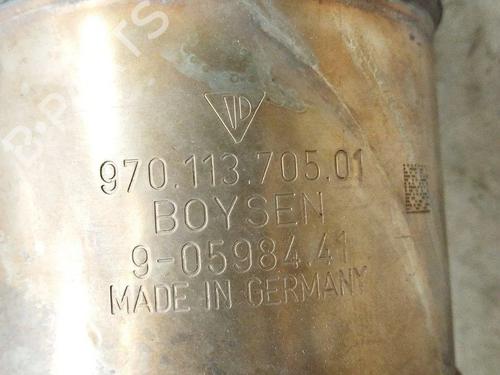 970.113.705.01
BOYSEN
9-05984.41
MADE IN GERMANY